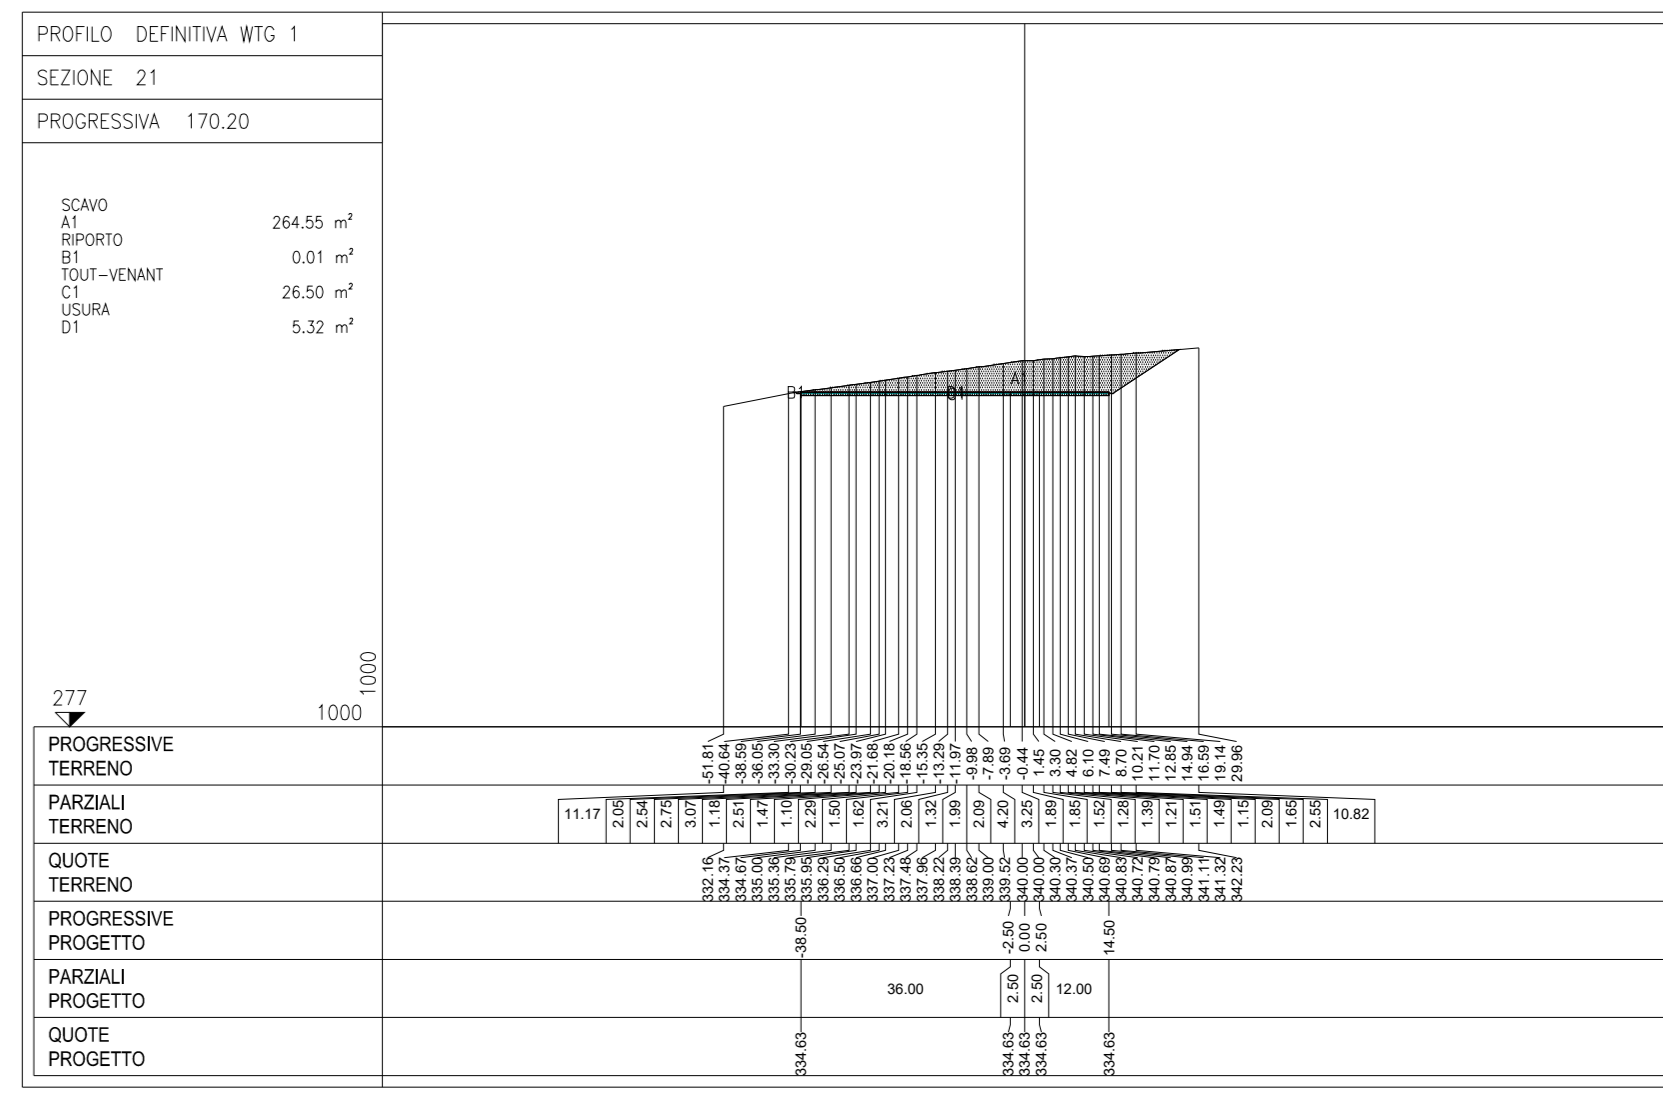 PROFILO DEFINITIVA WTG 1
SEZIONE 21
PROGRESSIVA 170.20
SCAVO
A1 264.55 m²
RIPORTO
B1 0.01 m²
TOUT-VENANT
C1 26.50 m²
USURA
D1 5.32 m²
B1
A1
D1
277
1000
1000
PROGRESSIVE TERRENO
-51.81 -40.64 -38.59 -36.05 -33.30 -30.23 -29.05 -26.54 -25.07 -23.97 -21.68 -20.18 -18.56 -15.35 -13.29 -11.97 -9.98 -7.89 -3.69 -0.44 1.45 3.30 4.82 6.10 7.49 8.70 10.21 11.70 12.85 14.94 16.59 19.14 29.96
PARZIALI TERRENO
11.17 2.05 2.54 2.75 3.07 1.18 2.51 1.47 1.10 2.29 1.50 1.62 3.21 2.06 1.32 1.99 2.09 4.20 3.25 1.89 1.85 1.52 1.28 1.39 1.21 1.51 1.49 1.15 2.09 1.65 2.55 10.82
QUOTE TERRENO
332.16 334.37 334.67 335.00 335.36 335.79 335.95 336.29 336.50 336.66 337.00 337.23 337.48 337.96 338.22 338.39 338.62 339.00 339.52 340.00 340.00 340.30 340.37 340.50 340.69 340.83 340.72 340.79 340.87 340.99 341.11 341.32 342.23
PROGRESSIVE PROGETTO
-38.50 -2.50 0.00 2.50 14.50
PARZIALI PROGETTO
36.00 2.50 2.50 12.00
QUOTE PROGETTO
334.63 334.63 334.63 334.63 334.63